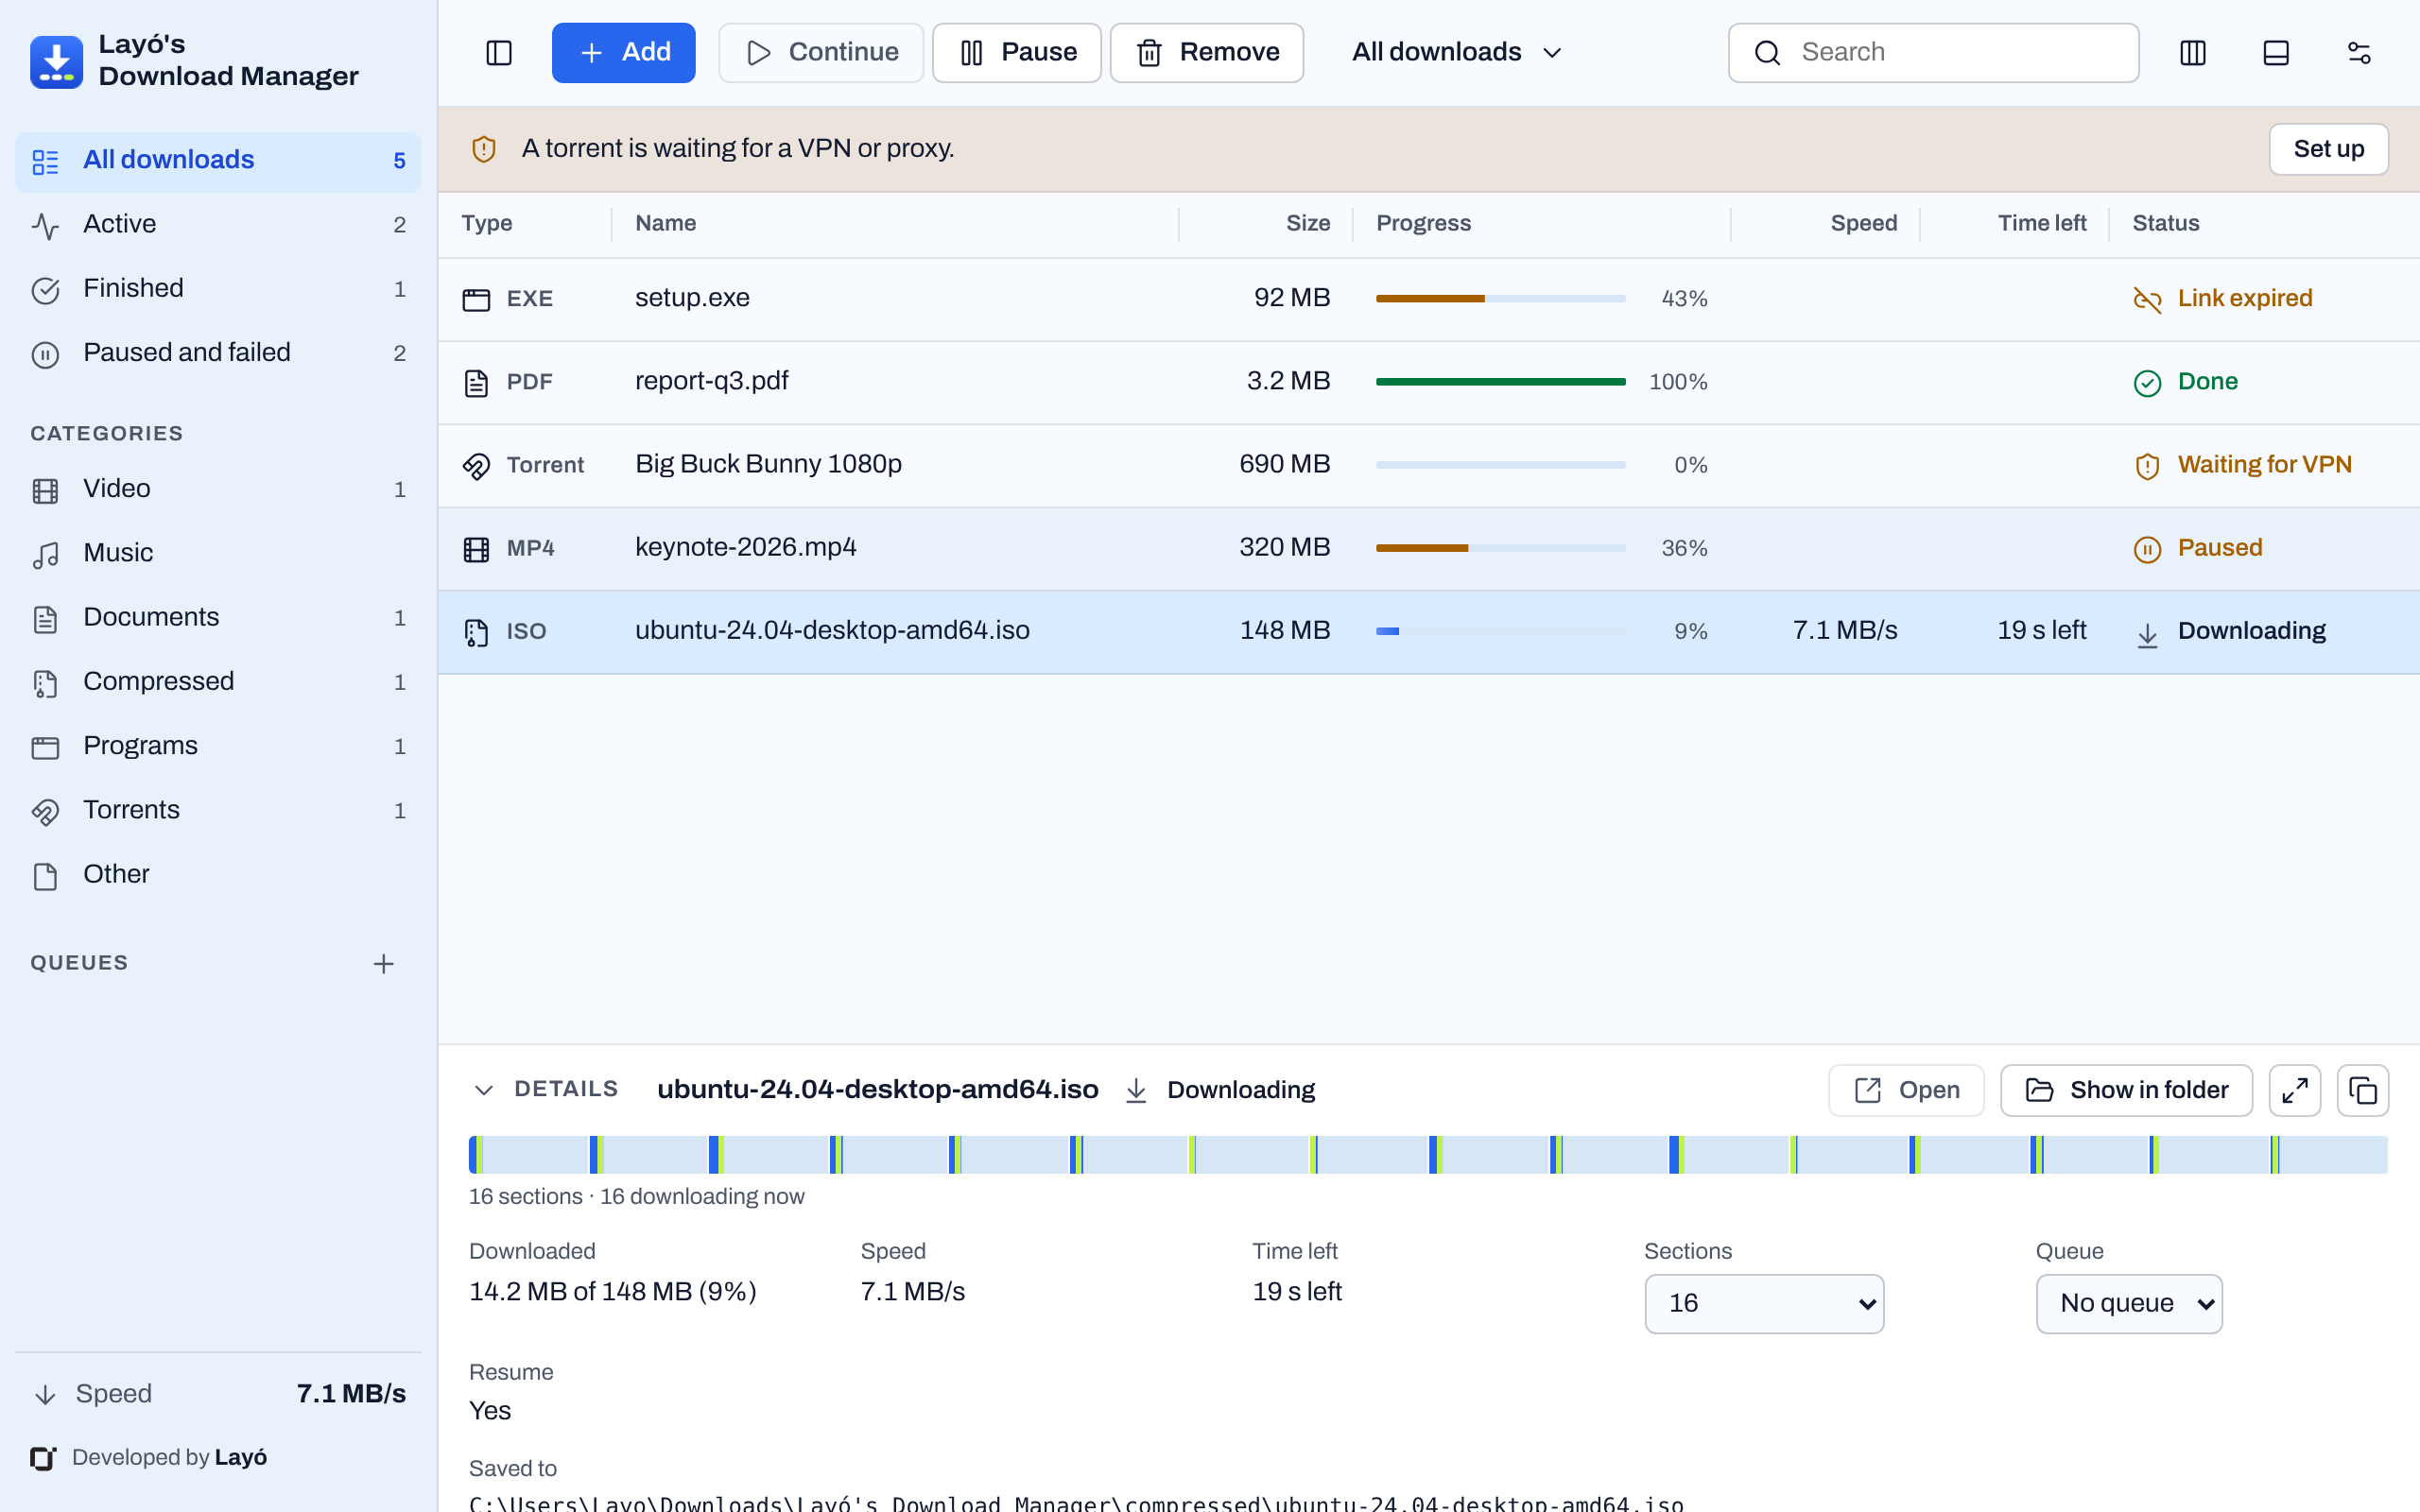 Layó's
Download Manager
All downloads 5
Active 2
Finished 1
Paused and failed 2
CATEGORIES
Video 1
Music
Documents 1
Compressed 1
Programs 1
Torrents 1
Other
QUEUES
Speed 7.1 MB/s
Developed by Layó
Add Continue Pause Remove All downloads Search
A torrent is waiting for a VPN or proxy. Set up
Type Name Size Progress Speed Time left Status
EXE setup.exe 92 MB 43% Link expired
PDF report-q3.pdf 3.2 MB 100% Done
Torrent Big Buck Bunny 1080p 690 MB 0% Waiting for VPN
MP4 keynote-2026.mp4 320 MB 36% Paused
ISO ubuntu-24.04-desktop-amd64.iso 148 MB 9% 7.1 MB/s 19 s left Downloading
DETAILS ubuntu-24.04-desktop-amd64.iso Downloading Open Show in folder
16 sections · 16 downloading now
Downloaded Speed Time left Sections Queue
14.2 MB of 148 MB (9%) 7.1 MB/s 19 s left 16 No queue
Resume
Yes
Saved to
C:\Users\Layo\Downloads\Layó's Download Manager\compressed\ubuntu-24.04-desktop-amd64.iso